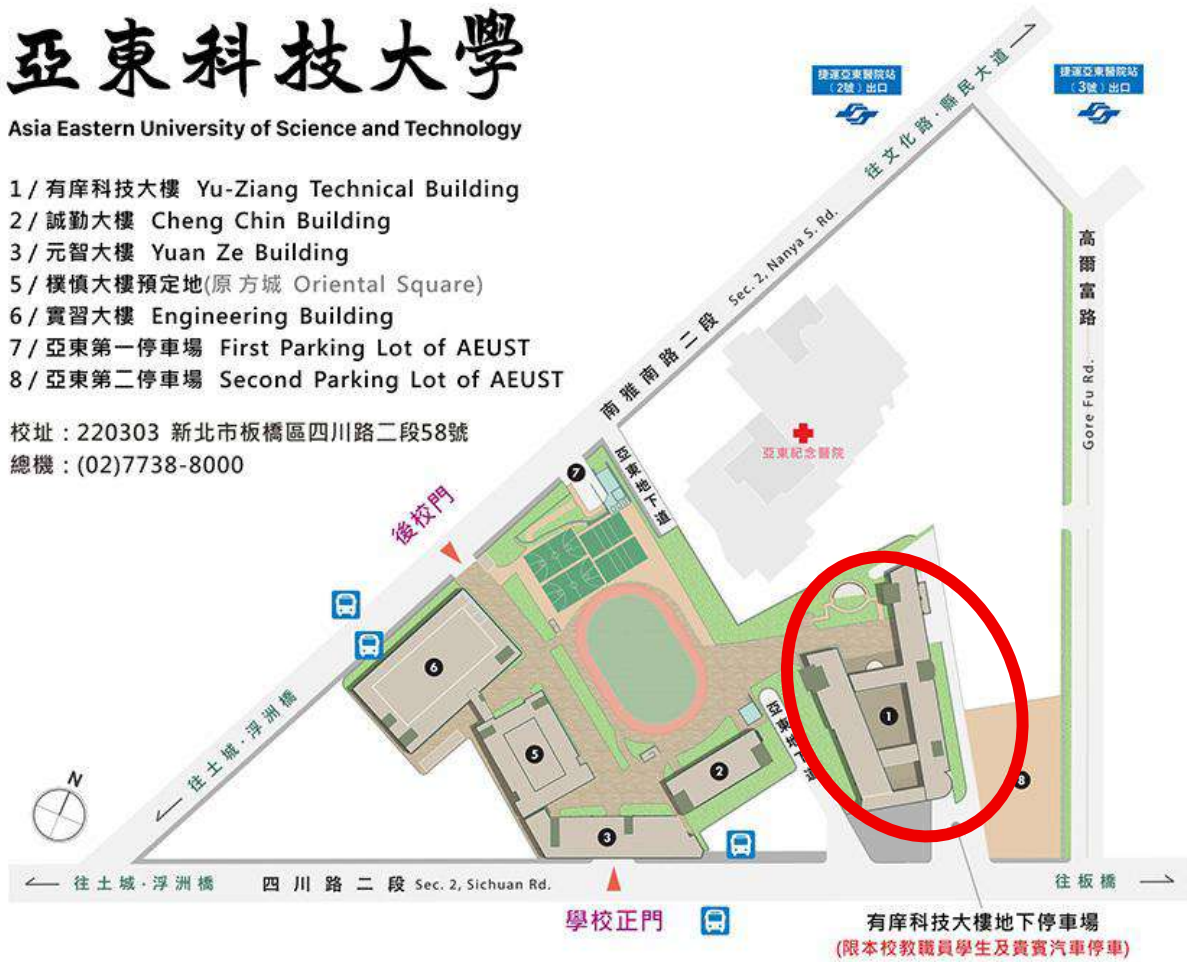 亞東科技大學
Asia Eastern University of Science and Technology
1 / 有庠科技大樓 Yu-Ziang Technical Building
2 / 誠勤大樓 Cheng Chin Building
3 / 元智大樓 Yuan Ze Building
5 / 樸慎大樓預定地(原方城 Oriental Square)
6 / 實習大樓 Engineering Building
7 / 亞東第一停車場 First Parking Lot of AEUST
8 / 亞東第二停車場 Second Parking Lot of AEUST
校址：220303 新北市板橋區四川路二段58號
總機：(02)7738-8000
捷運亞東醫院站
（2號）出口
捷運亞東醫院站
（3號）出口
往文化路·縣民大道
南雅南路二段 Sec. 2, Nanya S. Rd.
高爾富路 Gore Fu Rd.
亞東紀念醫院
亞東地下道
7
後校門
6
5
2
3
1
8
亞東地下道
往土城·浮洲橋
N
往土城·浮洲橋
四川路二段 Sec. 2, Sichuan Rd.
往板橋
學校正門
有庠科技大樓地下停車場
(限本校教職員學生及貴賓汽車停車)